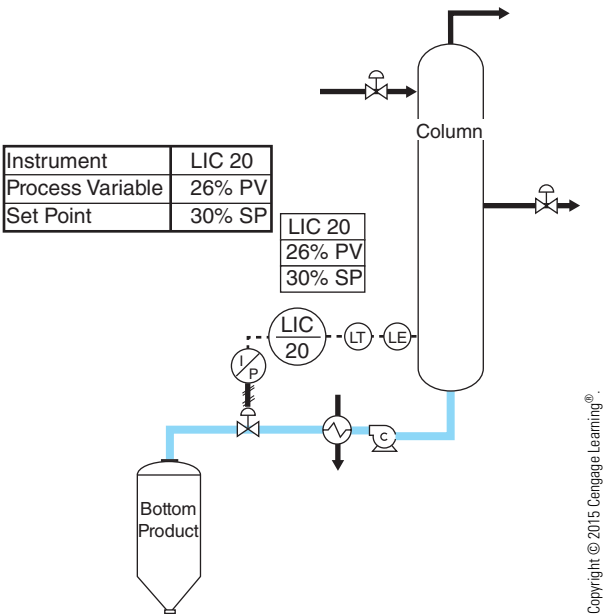 Column
Instrument LIC 20
Process Variable 26% PV
Set Point 30% SP
LIC 20
26% PV
30% SP
LIC
20
LT
LE
I
P
C
Bottom
Product
Copyright © 2015 Cengage Learning®.